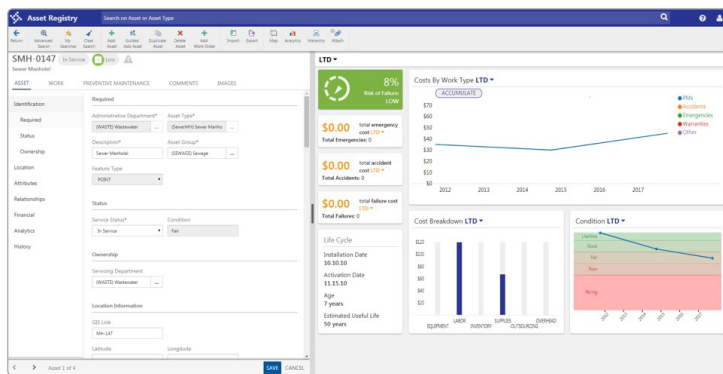 Asset Registry
Search on Asset or Asset Type
Return
Advanced Search
My Searches
Clear Search
Add Asset
Guided Add Asset
Duplicate Asset
Delete Asset
Add Work Order
Import
Export
Map
Analytics
Hierarchy
Attach
SMH-0147 In Service Low
Sewer Manhole!
ASSET WORK PREVENTIVE MAINTENANCE COMMENTS IMAGES
Identification
Required
Status
Ownership
Location
Attributes
Relationships
Financial
Analytics
History
Required
Administrative Department* Asset Type*
(WASTE) Wastewater ... (SewerMH) Sewer Manho ...
Description* Asset Group*
Sewer Manhole! (SEWAGE) Sewage ...
Feature Type
POINT
Status
Service Status* Condition
In Service Fair
Ownership
Servicing Department
(WASTE) Wastewater ...
Location Information
GIS Link
MH-147
Latitude Longitude
Asset 1 of 4
SAVE CANCEL
LTD
8%
Risk of Failure:
LOW
$0.00 total emergency cost LTD
Total Emergencies: 0
$0.00 total accident cost LTD
Total Accidents: 0
$0.00 total failure cost LTD
Total Failures: 0
Life Cycle
Installation Date
10.10.10
Activation Date
11.15.10
Age
7 years
Estimated Useful Life
50 years
Costs By Work Type LTD
ACCUMULATE
$70
$60
$50
$40
$30
$20
$10
$0
2012 2013 2014 2015 2016 2017
PMs
Accidents
Emergencies
Warranties
Other
Cost Breakdown LTD
$120
$100
$80
$60
$40
$20
LABOR SUPPLIES OVERHEAD
EQUIPMENT INVENTORY OUTSOURCING
Condition LTD
Good
Fair
Poor
2012 2013 2014 2015 2016 2017